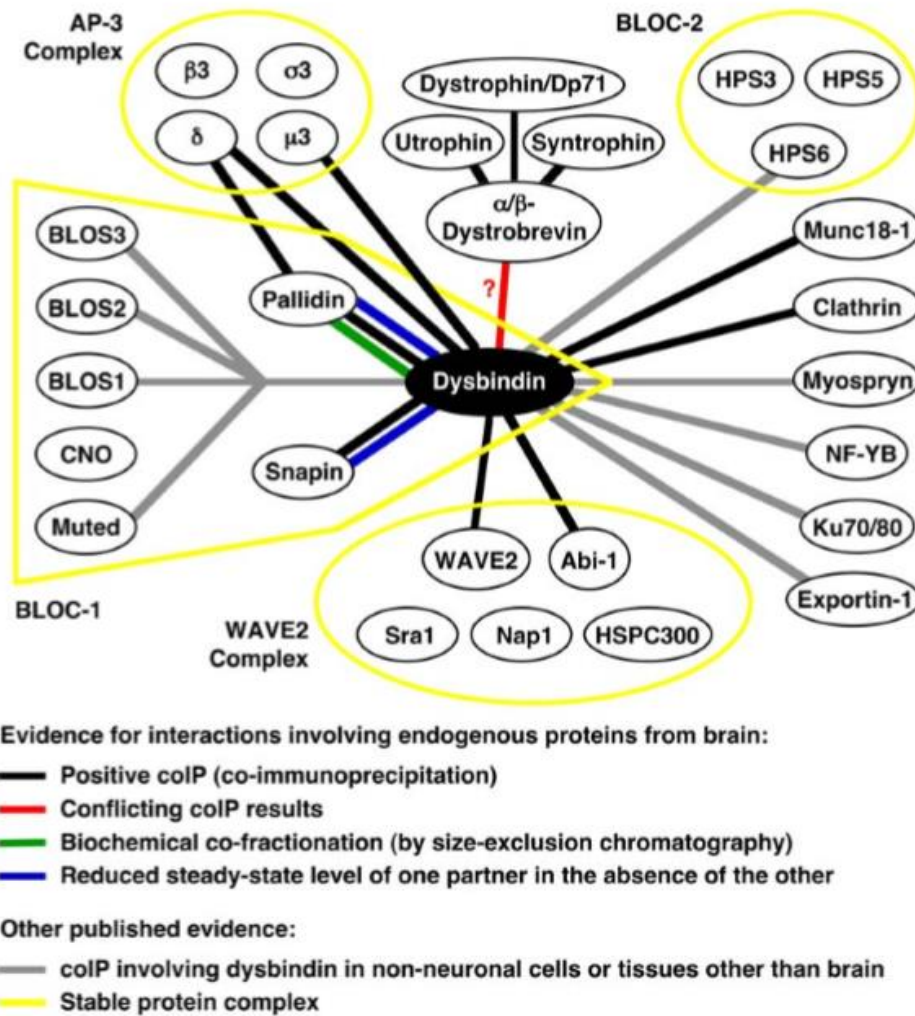 AP-3
Complex
BLOC-2
β3
σ3
δ
μ3
Dystrophin/Dp71
Utrophin
Syntrophin
α/β-
Dystrobrevin
HPS3
HPS5
HPS6
BLOS3
BLOS2
BLOS1
CNO
Muted
Pallidin
?
Dysbindin
Snapin
Munc18-1
Clathrin
Myospryn
NF-YB
Ku70/80
Exportin-1
BLOC-1
WAVE2
Abi-1
Sra1
Nap1
HSPC300
WAVE2
Complex
Evidence for interactions involving endogenous proteins from brain:
Positive coIP (co-immunoprecipitation)
Conflicting coIP results
Biochemical co-fractionation (by size-exclusion chromatography)
Reduced steady-state level of one partner in the absence of the other
Other published evidence:
coIP involving dysbindin in non-neuronal cells or tissues other than brain
Stable protein complex